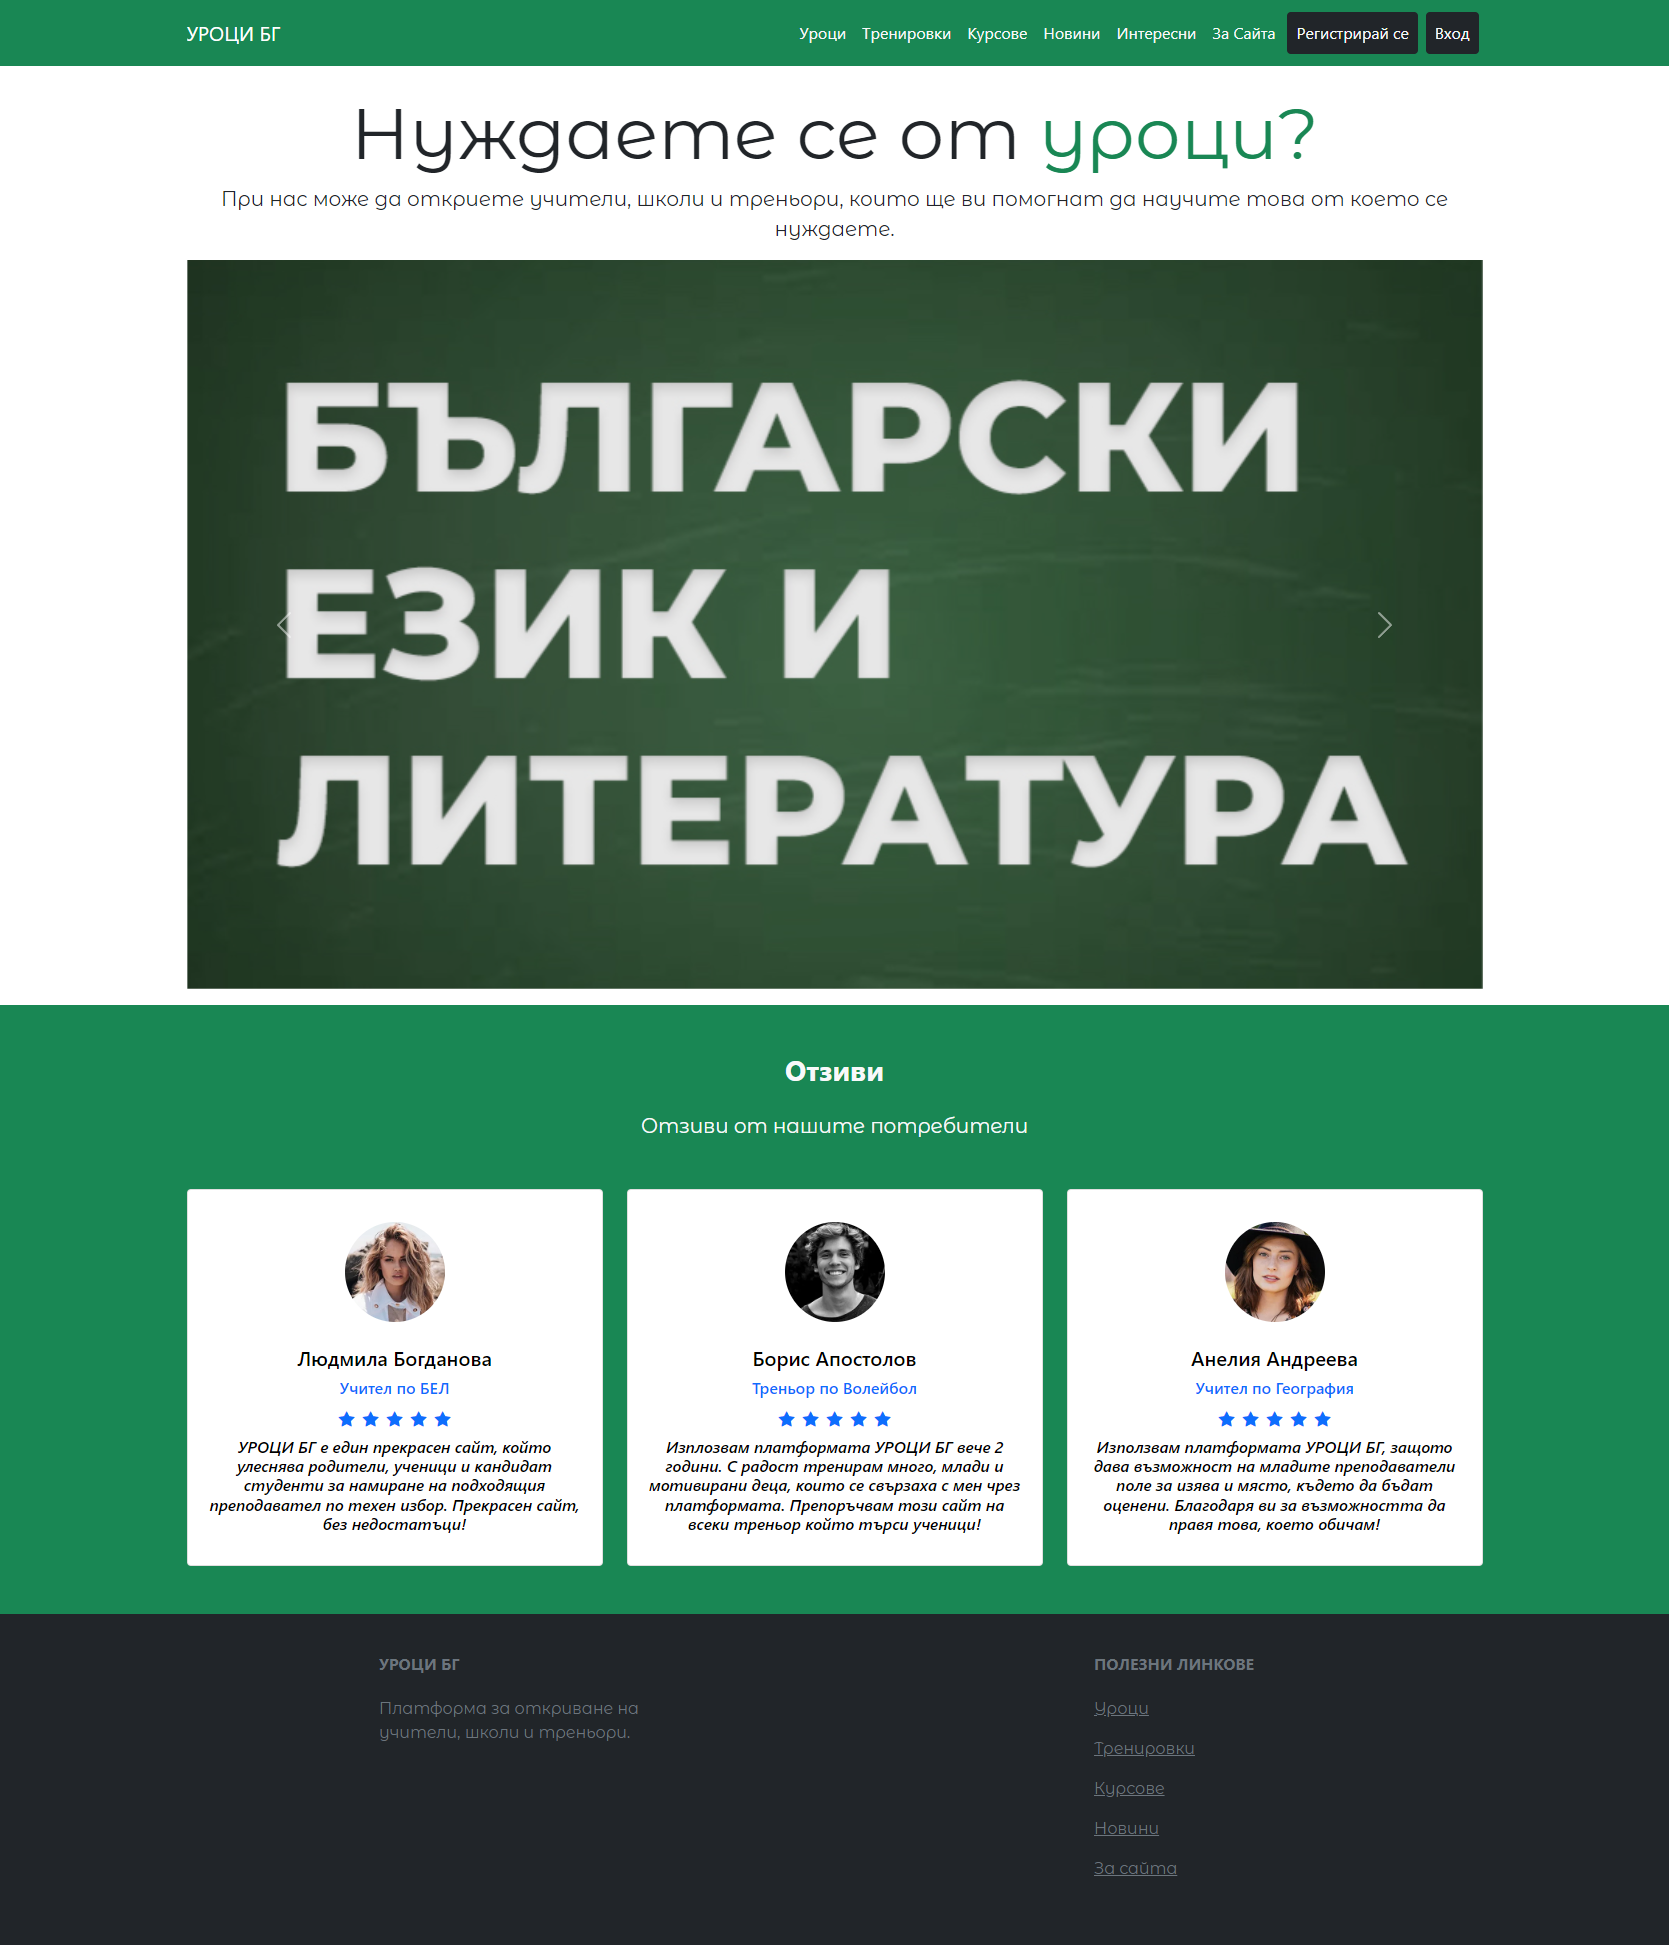 УРОЦИ БГ
Уроци Тренировки Курсове Новини Интересни За Сайта Регистрирай се Вход
Нуждаете се от уроци?
При нас може да откриете учители, школи и треньори, които ще ви помогнат да научите това от което се
нуждаете.
БЪЛГАРСКИ
ЕЗИК И
ЛИТЕРАТУРА
Отзиви
Отзиви от нашите потребители
Людмила Богданова
Учител по БЕЛ
УРОЦИ БГ е един прекрасен сайт, който
улеснява родители, ученици и кандидат
студенти за намиране на подходящия
преподавател по техен избор. Прекрасен сайт,
без недостатъци!
Борис Апостолов
Треньор по Волейбол
Изплозвам платформата УРОЦИ БГ вече 2
години. С радост тренирам много, млади и
мотивирани деца, които се свързаха с мен чрез
платформата. Препоръчвам този сайт на
всеки треньор който търси ученици!
Анелия Андреева
Учител по География
Използвам платформата УРОЦИ БГ, защото
дава възможност на младите преподаватели
поле за изява и място, където да бъдат
оценени. Благодаря ви за възможността да
правя това, което обичам!
УРОЦИ БГ
Платформа за откриване на
учители, школи и треньори.
ПОЛЕЗНИ ЛИНКОВЕ
Уроци
Тренировки
Курсове
Новини
За сайта